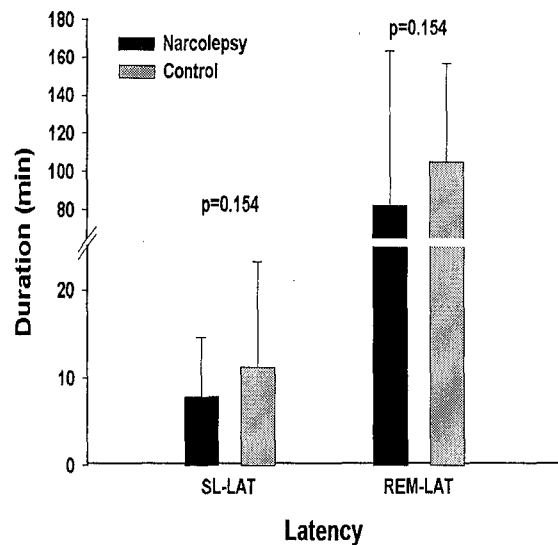 180
160
140
120
100
80
20
10
0
Duration (min)
Narcolepsy
Control
p=0.154
p=0.154
SL-LAT
REM-LAT
Latency